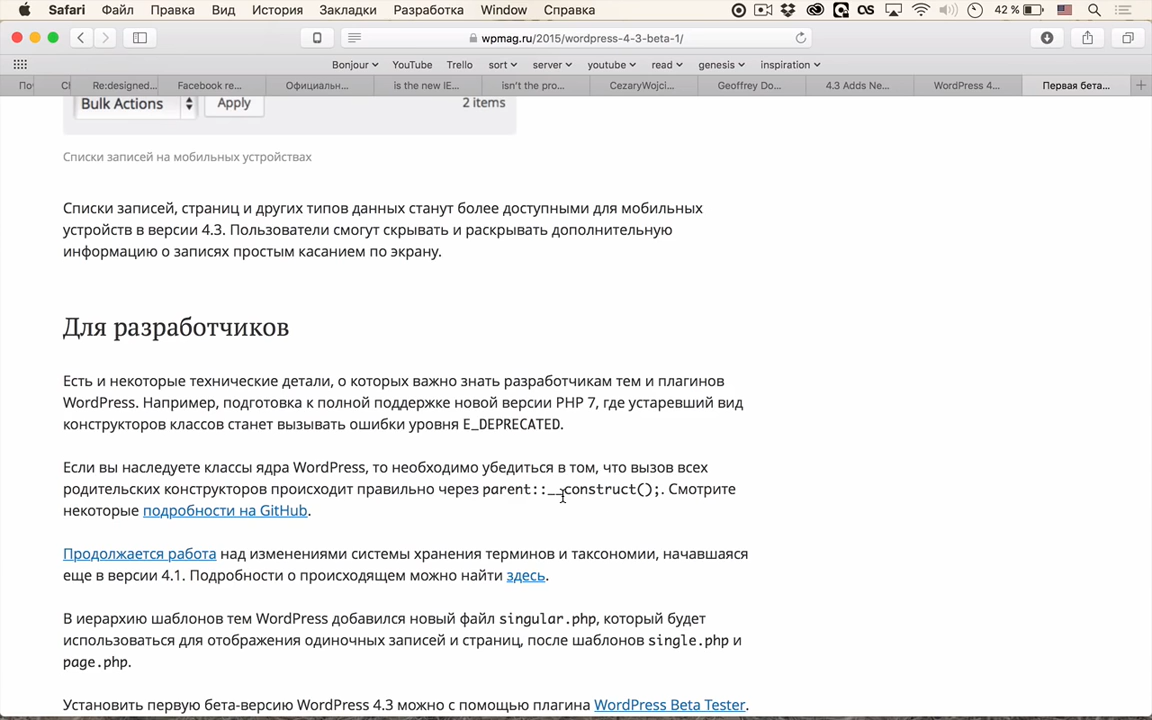 Safari Файл Правка Вид История Закладки Разработка Window Справка 42 %
wpmag.ru/2015/wordpress-4-3-beta-1/
Bonjour YouTube Trello sort server youtube read genesis inspiration
Re:designed... Facebook re... Официальн... is the new IE... isn't the pro... CezaryWojci... Geoffrey Do... 4.3 Adds Ne... WordPress 4... Первая бета...
Bulk Actions Apply 2 items
Списки записей на мобильных устройствах
Списки записей, страниц и других типов данных станут более доступными для мобильных
устройств в версии 4.3. Пользователи смогут скрывать и раскрывать дополнительную
информацию о записях простым касанием по экрану.
Для разработчиков
Есть и некоторые технические детали, о которых важно знать разработчикам тем и плагинов
WordPress. Например, подготовка к полной поддержке новой версии PHP 7, где устаревший вид
конструкторов классов станет вызывать ошибки уровня E_DEPRECATED.
Если вы наследуете классы ядра WordPress, то необходимо убедиться в том, что вызов всех
родительских конструкторов происходит правильно через parent::__construct();. Смотрите
некоторые подробности на GitHub.
Продолжается работа над изменениями системы хранения терминов и таксономии, начавшаяся
еще в версии 4.1. Подробности о происходящем можно найти здесь.
В иерархию шаблонов тем WordPress добавился новый файл singular.php, который будет
использоваться для отображения одиночных записей и страниц, после шаблонов single.php и
page.php.
Установить первую бета-версию WordPress 4.3 можно с помощью плагина WordPress Beta Tester.